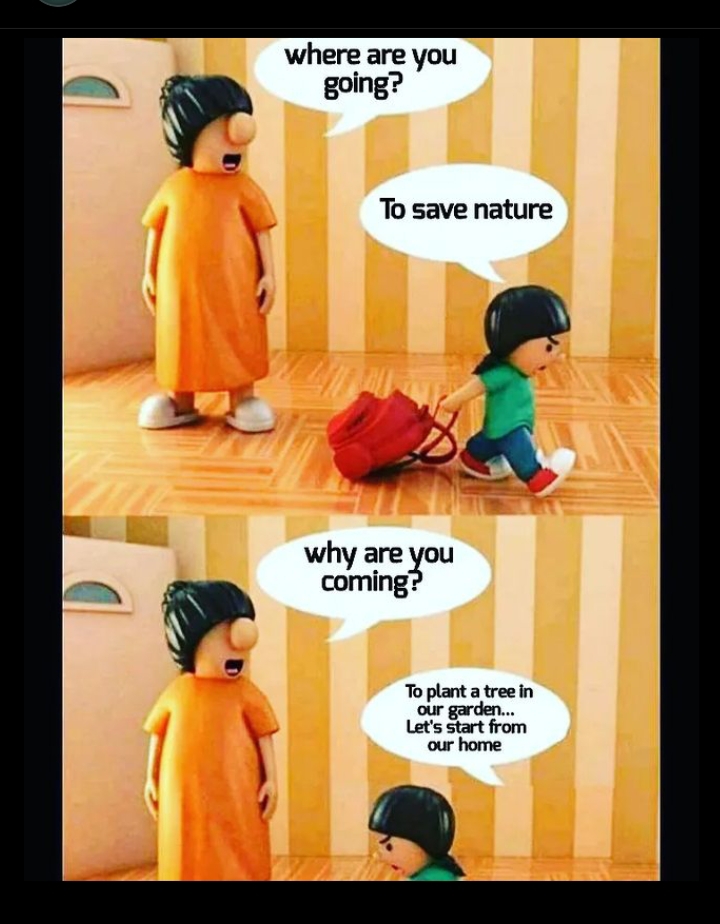 where are you
going?
To save nature
why are you
coming?
To plant a tree in
our garden...
Let's start from
our home